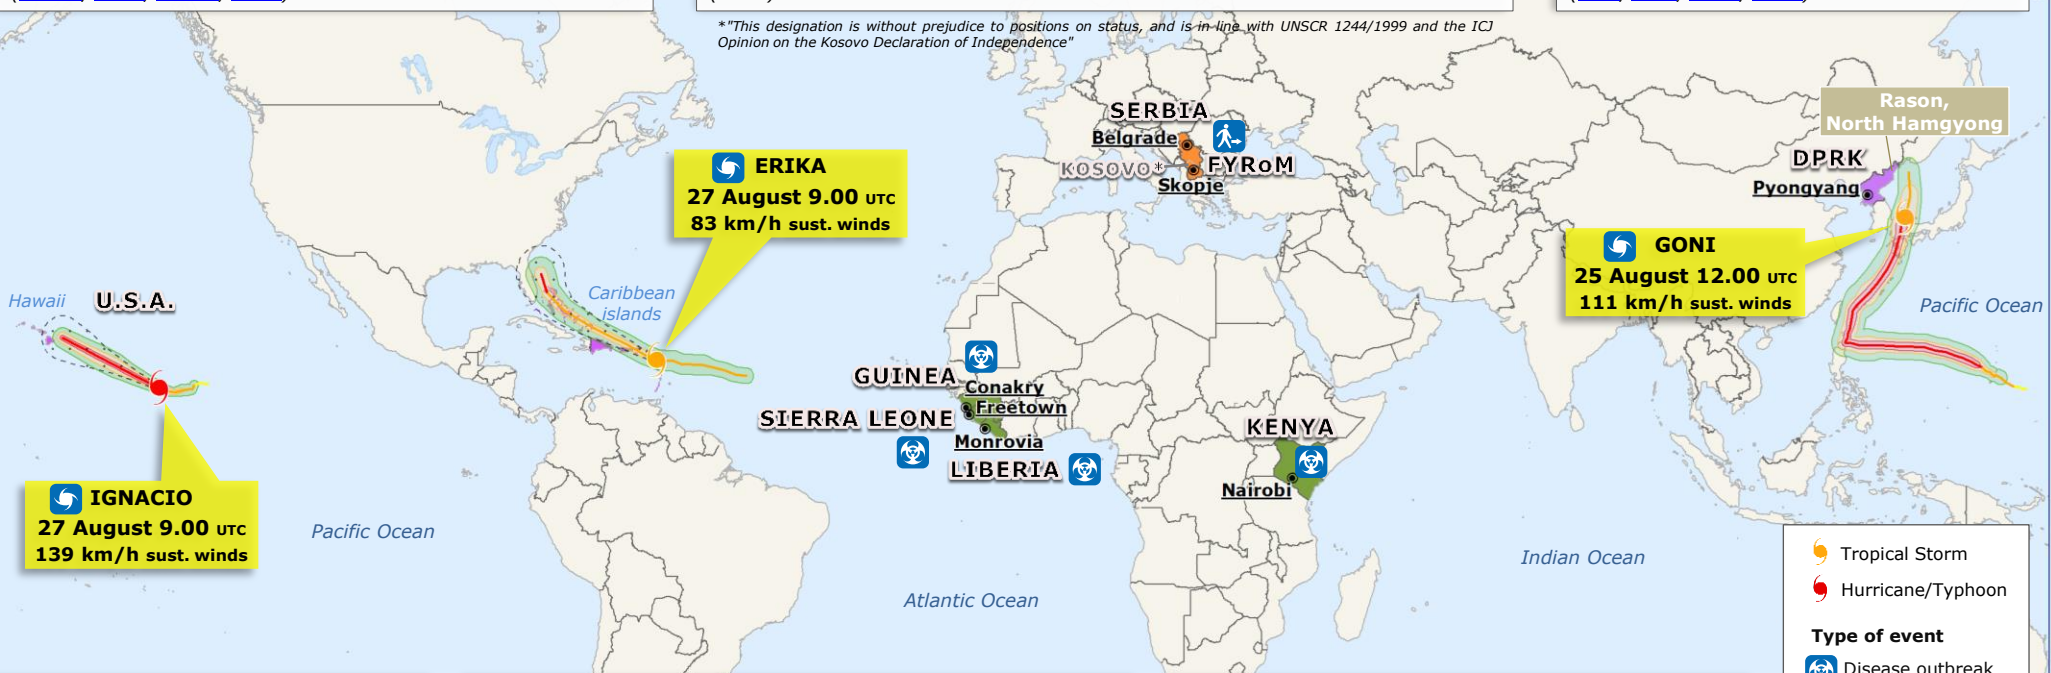 *"This designation is without prejudice to positions on status, and is in line with UNSCR 1244/1999 and the ICJ
Opinion on the Kosovo Declaration of Independence"
Rason,
North Hamgyong
SERBIA
Belgrade
KOSOVO*
FYRoM
Skopje
DPRK
Pyongyang
ERIKA
27 August 9.00 UTC
83 km/h sust. winds
GONI
25 August 12.00 UTC
111 km/h sust. winds
Hawaii
U.S.A.
Caribbean
islands
Pacific Ocean
GUINEA
Conakry
Freetown
SIERRA LEONE
Monrovia
LIBERIA
KENYA
Nairobi
IGNACIO
27 August 9.00 UTC
139 km/h sust. winds
Pacific Ocean
Atlantic Ocean
Indian Ocean
Tropical Storm
Hurricane/Typhoon
Type of event
Disease outbreak